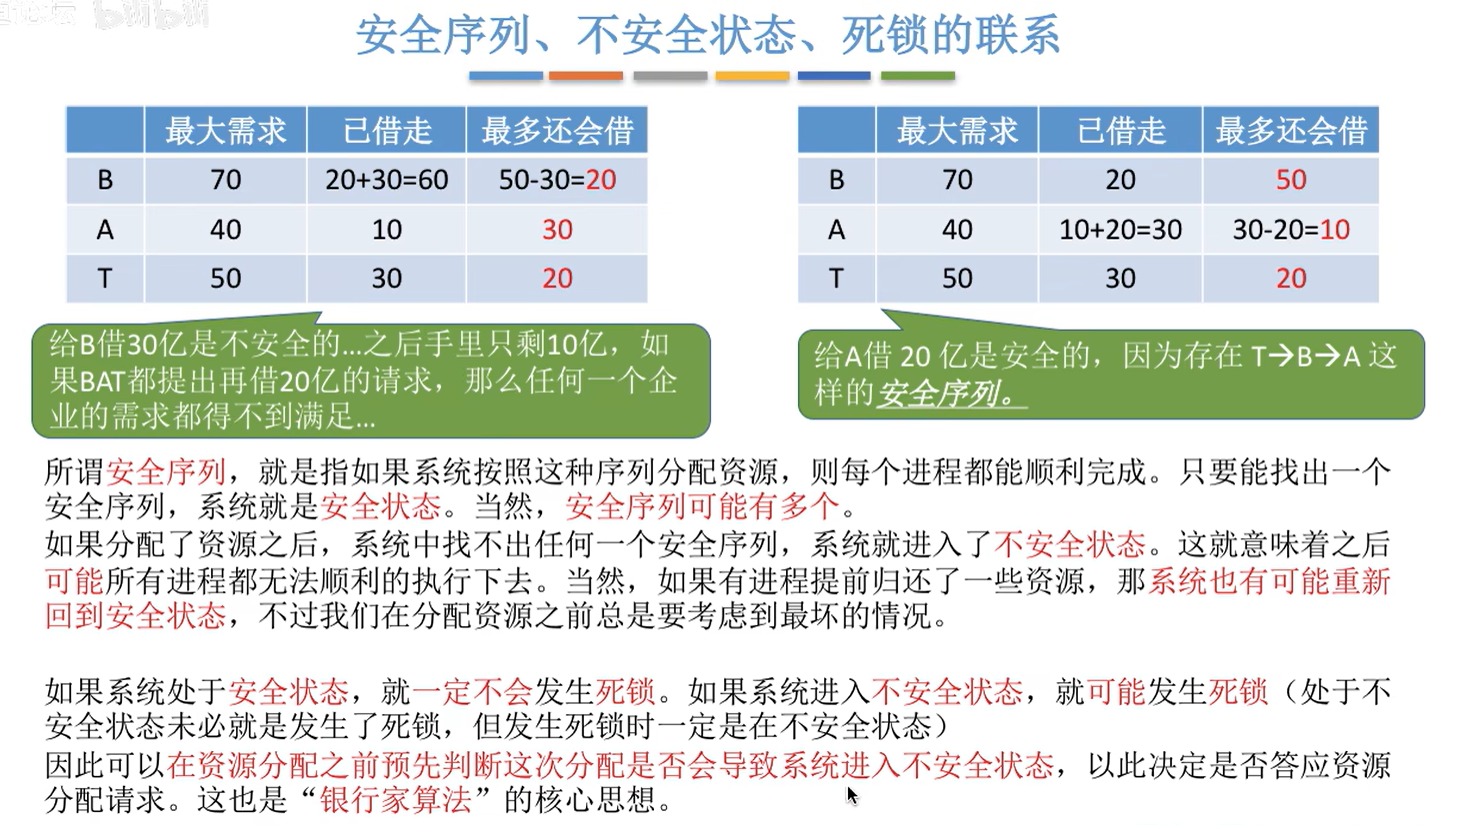 bilibili
安全序列、不安全状态、死锁的联系
最大需求 已借走 最多还会借
B 70 20+30=60 50-30=20
A 40 10 30
T 50 30 20
最大需求 已借走 最多还会借
B 70 20 50
A 40 10+20=30 30-20=10
T 50 30 20
给B借30亿是不安全的...之后手里只剩10亿，如
果BAT都提出再借20亿的请求，那么任何一个企
业的需求都得不到满足...
给A借 20 亿是安全的，因为存在 T→B→A 这
样的安全序列。
所谓安全序列，就是指如果系统按照这种序列分配资源，则每个进程都能顺利完成。只要能找出一个
安全序列，系统就是安全状态。当然，安全序列可能有多个。
如果分配了资源之后，系统中找不出任何一个安全序列，系统就进入了不安全状态。这就意味着之后
可能所有进程都无法顺利的执行下去。当然，如果有进程提前归还了一些资源，那系统也有可能重新
回到安全状态，不过我们在分配资源之前总是要考虑到最坏的情况。
如果系统处于安全状态，就一定不会发生死锁。如果系统进入不安全状态，就可能发生死锁（处于不
安全状态未必就是发生了死锁，但发生死锁时一定是在不安全状态）
因此可以在资源分配之前预先判断这次分配是否会导致系统进入不安全状态，以此决定是否答应资源
分配请求。这也是“银行家算法”的核心思想。